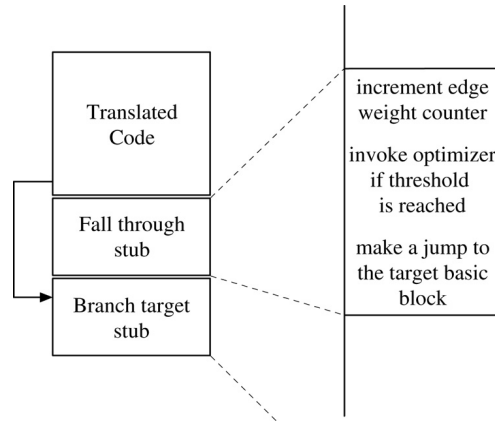 Translated
Code
Fall through
stub
Branch target
stub
increment edge
weight counter
invoke optimizer
if threshold
is reached
make a jump to
the target basic
block